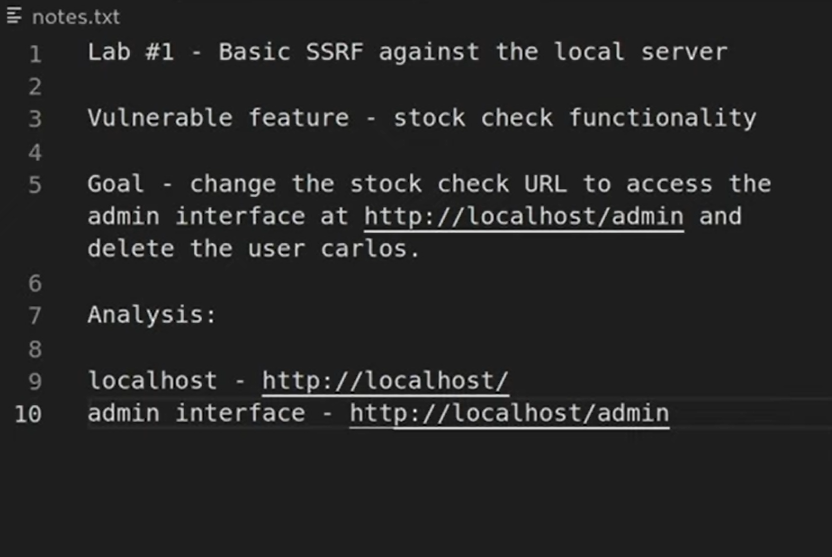 notes.txt
1 Lab #1 - Basic SSRF against the local server
2
3 Vulnerable feature - stock check functionality
4
5 Goal - change the stock check URL to access the
admin interface at http://localhost/admin and
delete the user carlos.
6
7 Analysis:
8
9 localhost - http://localhost/
10 admin interface - http://localhost/admin